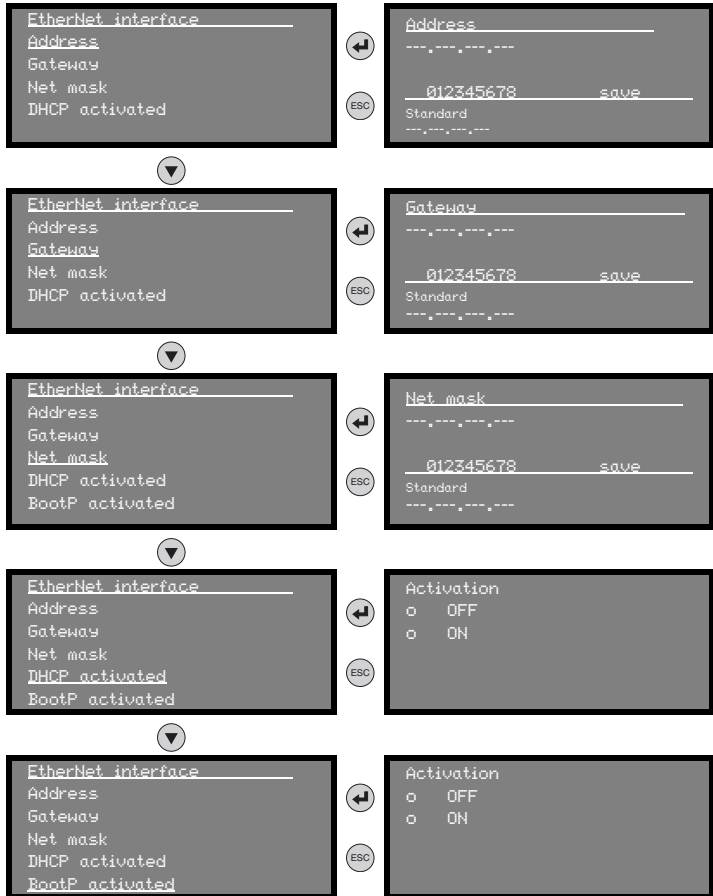 EtherNet interface
Address
Gateway
Net mask
DHCP activated
ESC
Address
---.---.---.---
012345678 save
Standard
---.---.---.---
EtherNet interface
Address
Gateway
Net mask
DHCP activated
ESC
Gateway
---.---.---.---
012345678 save
Standard
---.---.---.---
EtherNet interface
Address
Gateway
Net mask
DHCP activated
BootP activated
ESC
Net mask
---.---.---.---
012345678 save
Standard
---.---.---.---
EtherNet interface
Address
Gateway
Net mask
DHCP activated
BootP activated
ESC
Activation
o OFF
o ON
EtherNet interface
Address
Gateway
Net mask
DHCP activated
BootP activated
ESC
Activation
o OFF
o ON